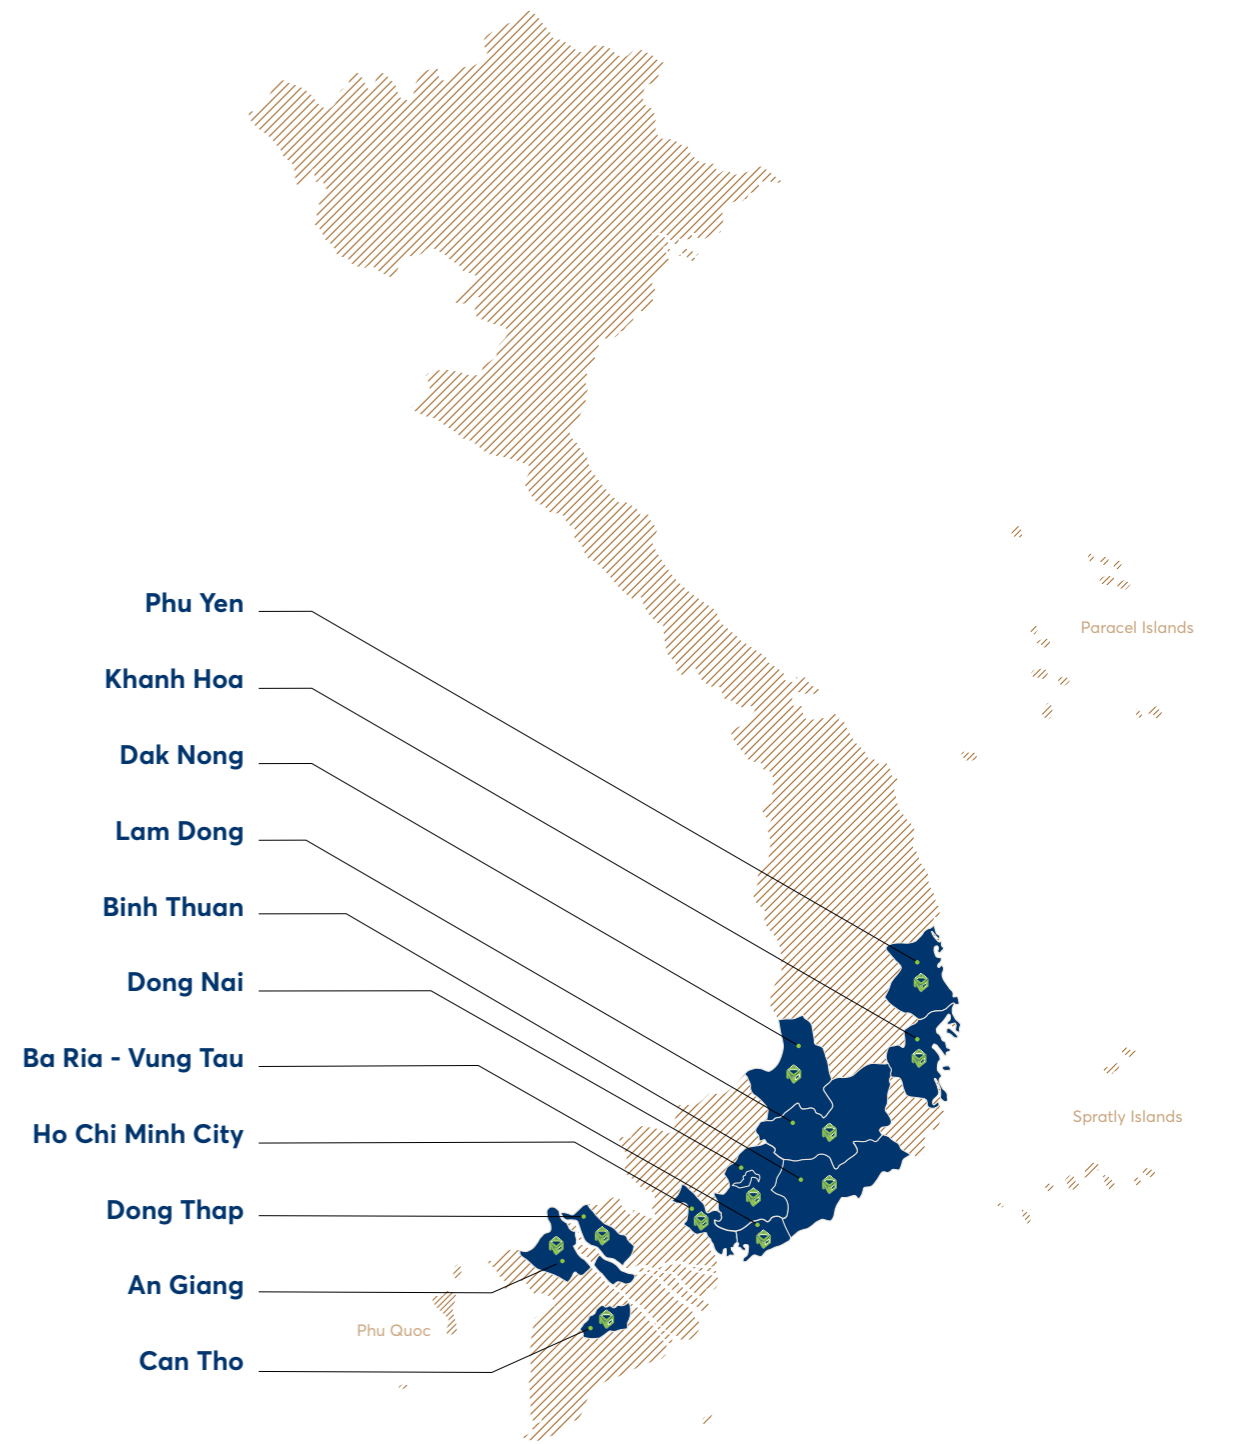 Phu Yen
Paracel Islands
Khanh Hoa
Dak Nong
Lam Dong
Binh Thuan
Dong Nai
Ba Ria - Vung Tau
Spratly Islands
Ho Chi Minh City
Dong Thap
An Giang
Phu Quoc
Can Tho